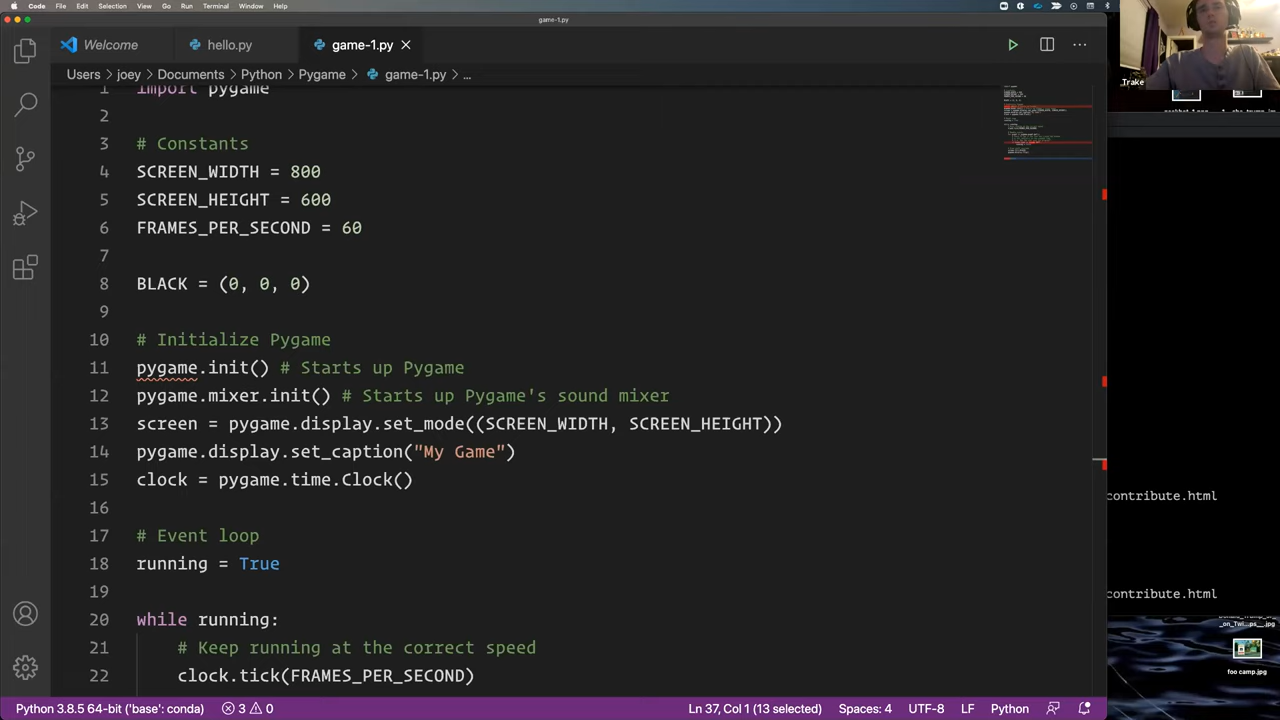 Code File Edit Selection View Go Run Terminal Window Help
game-1.py
Welcome hello.py game-1.py
Users > joey > Documents > Python > Pygame > game-1.py > ...
Trake
1 import pygame
2
3 # Constants
4 SCREEN_WIDTH = 800
5 SCREEN_HEIGHT = 600
6 FRAMES_PER_SECOND = 60
7
8 BLACK = (0, 0, 0)
9
10 # Initialize Pygame
11 pygame.init() # Starts up Pygame
12 pygame.mixer.init() # Starts up Pygame's sound mixer
13 screen = pygame.display.set_mode((SCREEN_WIDTH, SCREEN_HEIGHT))
14 pygame.display.set_caption("My Game")
15 clock = pygame.time.Clock()
16
17 # Event loop
18 running = True
19
20 while running:
21 # Keep running at the correct speed
22 clock.tick(FRAMES_PER_SECOND)
contribute.html
contribute.html
foo camp.jpg
Python 3.8.5 64-bit ('base': conda) 3 0 Ln 37, Col 1 (13 selected) Spaces: 4 UTF-8 LF Python